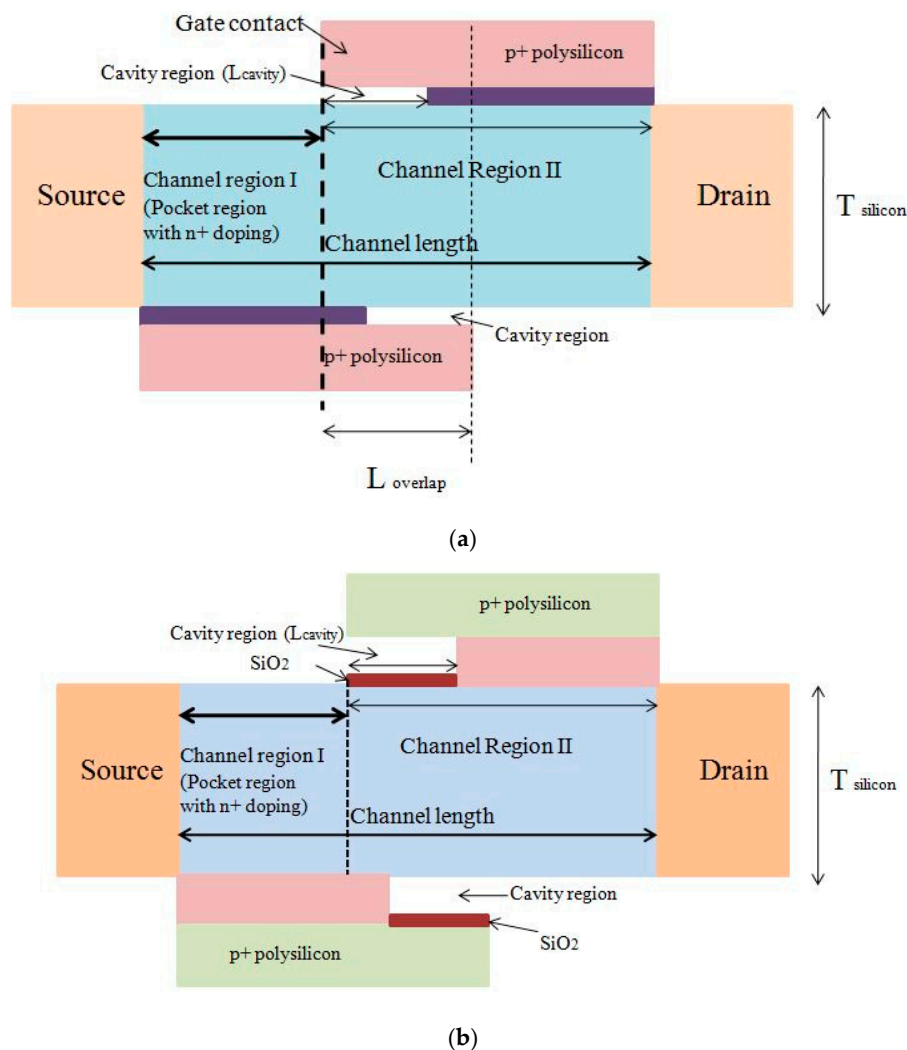 Gate contact
p+ polysilicon
Cavity region (Lcavity)
Source
Channel region I
(Pocket region
with n+ doping)
Channel Region II
Drain
T silicon
Channel length
Cavity region
p+ polysilicon
L overlap
(a)
p+ polysilicon
Cavity region (Lcavity)
SiO2
Source
Channel region I
(Pocket region
with n+ doping)
Channel Region II
Drain
T silicon
Channel length
Cavity region
p+ polysilicon
SiO2
(b)